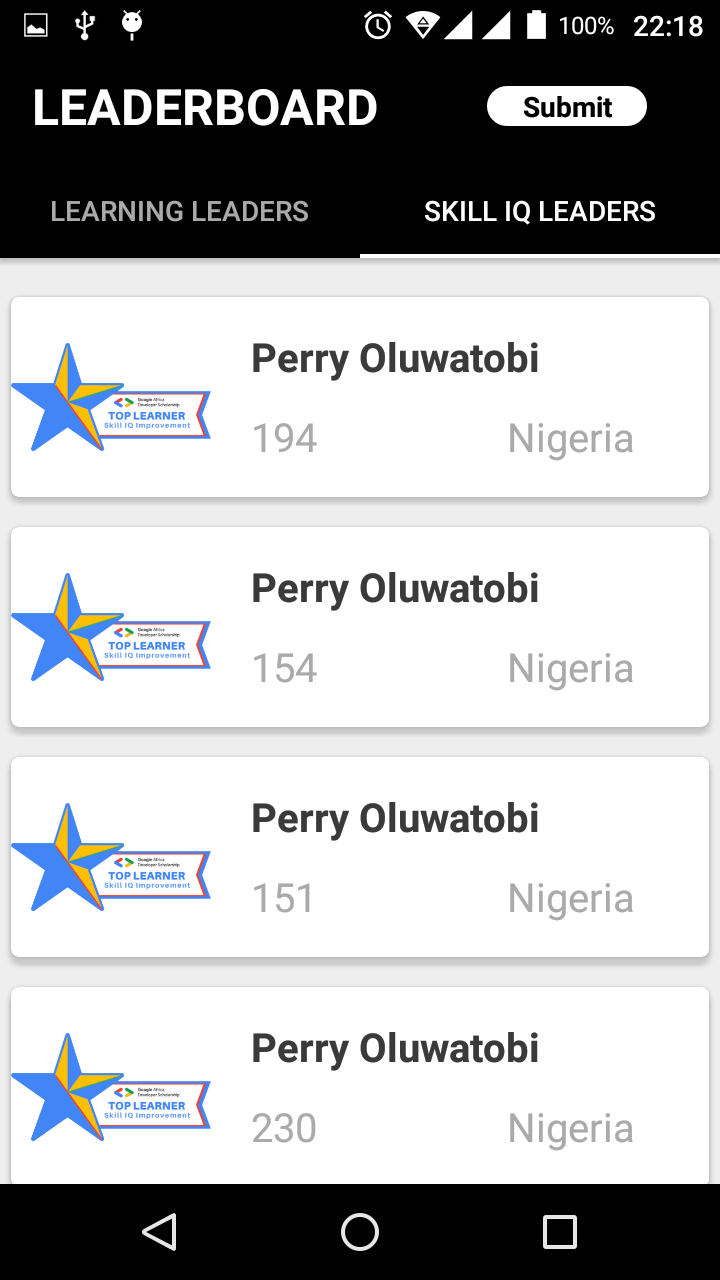 100% 22:18
LEADERBOARD Submit
LEARNING LEADERS SKILL IQ LEADERS
Perry Oluwatobi
Google Africa
Developer Scholarship
TOP LEARNER
Skill IQ Improvement
194 Nigeria
Perry Oluwatobi
Google Africa
Developer Scholarship
TOP LEARNER
Skill IQ Improvement
154 Nigeria
Perry Oluwatobi
Google Africa
Developer Scholarship
TOP LEARNER
Skill IQ Improvement
151 Nigeria
Perry Oluwatobi
Google Africa
Developer Scholarship
TOP LEARNER
Skill IQ Improvement
230 Nigeria